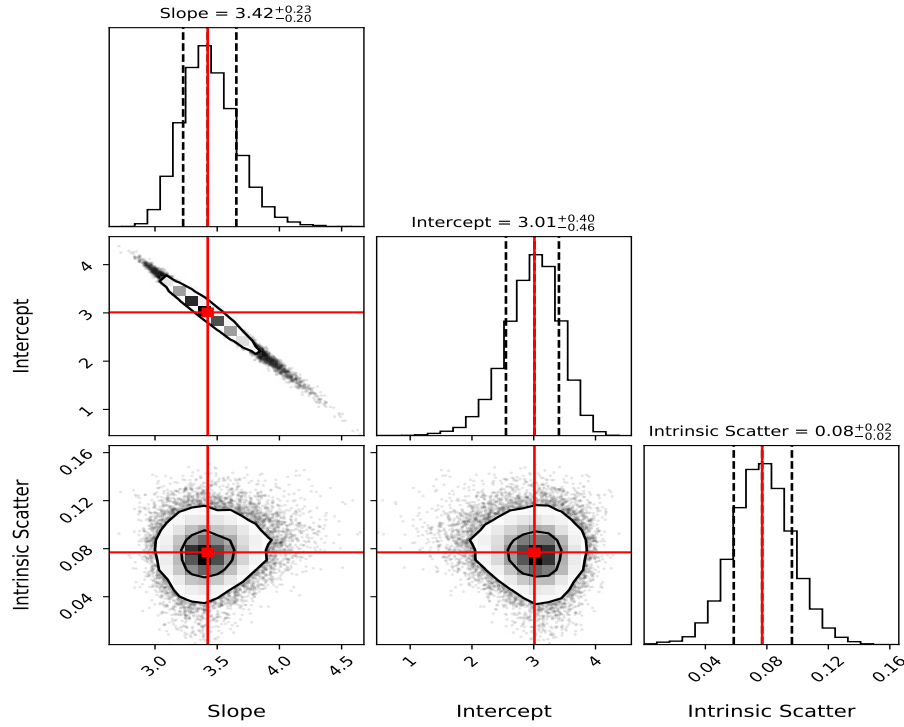 Slope = 3.42+0.23−0.20
Intercept = 3.01+0.40−0.46
Intercept
4
3
2
1
Intrinsic Scatter = 0.08+0.02−0.02
Intrinsic Scatter
0.16
0.12
0.08
0.04
3.0 3.5 4.0 4.5 1 2 3 4 0.04 0.08 0.12 0.16
Slope Intercept Intrinsic Scatter